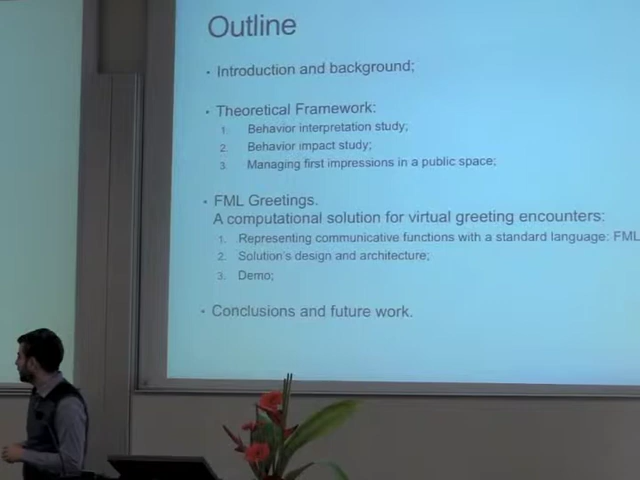 Outline
• Introduction and background;
• Theoretical Framework:
1. Behavior interpretation study;
2. Behavior impact study;
3. Managing first impressions in a public space;
• FML Greetings.
A computational solution for virtual greeting encounters:
1. Representing communicative functions with a standard language: FML
2. Solution's design and architecture;
3. Demo;
• Conclusions and future work.